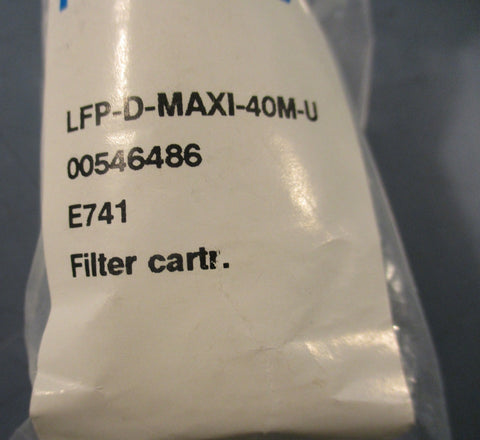 LFP-D-MAXI-40M-U
00546486
E741
Filter cartr.